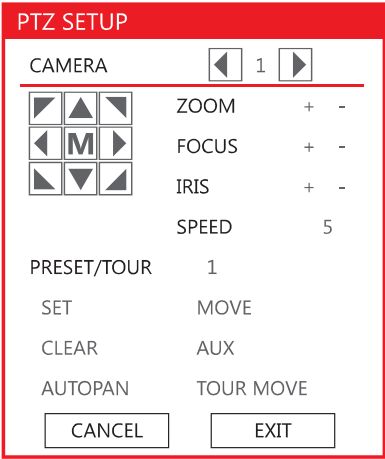 PTZ SETUP
CAMERA 1
M
ZOOM + -
FOCUS + -
IRIS + -
SPEED 5
PRESET/TOUR 1
SET MOVE
CLEAR AUX
AUTOPAN TOUR MOVE
CANCEL EXIT